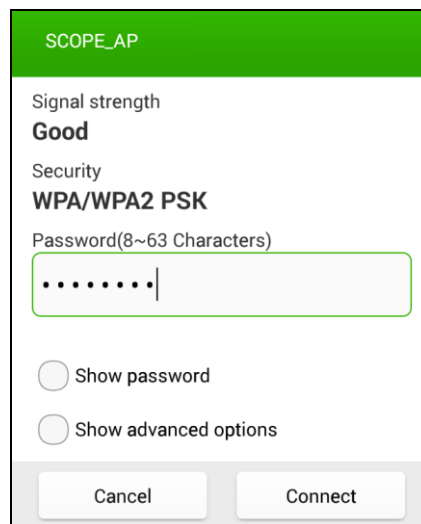 SCOPE_AP
Signal strength
Good
Security
WPA/WPA2 PSK
Password(8~63 Characters)
••••••••
Show password
Show advanced options
Cancel Connect